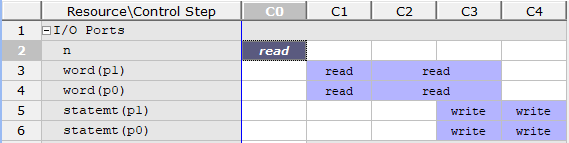 Resource\Control Step C0 C1 C2 C3 C4
1 I/O Ports
2 n read
3 word(p1) read read
4 word(p0) read read
5 statemt(p1) write write
6 statemt(p0) write write